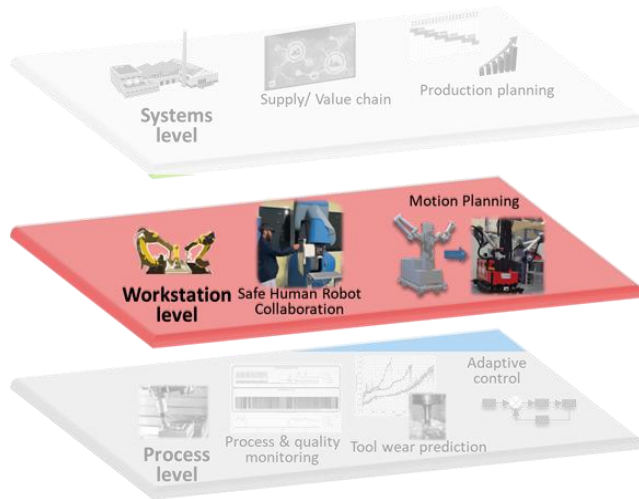 Systems
level
Supply/ Value chain
Production planning
Motion Planning
Workstation
level
Safe Human Robot
Collaboration
Adaptive
control
Process
level
Process & quality
monitoring
Tool wear prediction